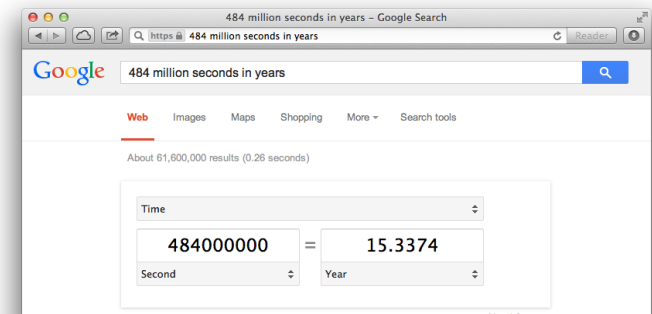 484 million seconds in years – Google Search
https 484 million seconds in years Reader
Google 484 million seconds in years
Web Images Maps Shopping More Search tools
About 61,600,000 results (0.26 seconds)
Time
484000000 = 15.3374
Second Year